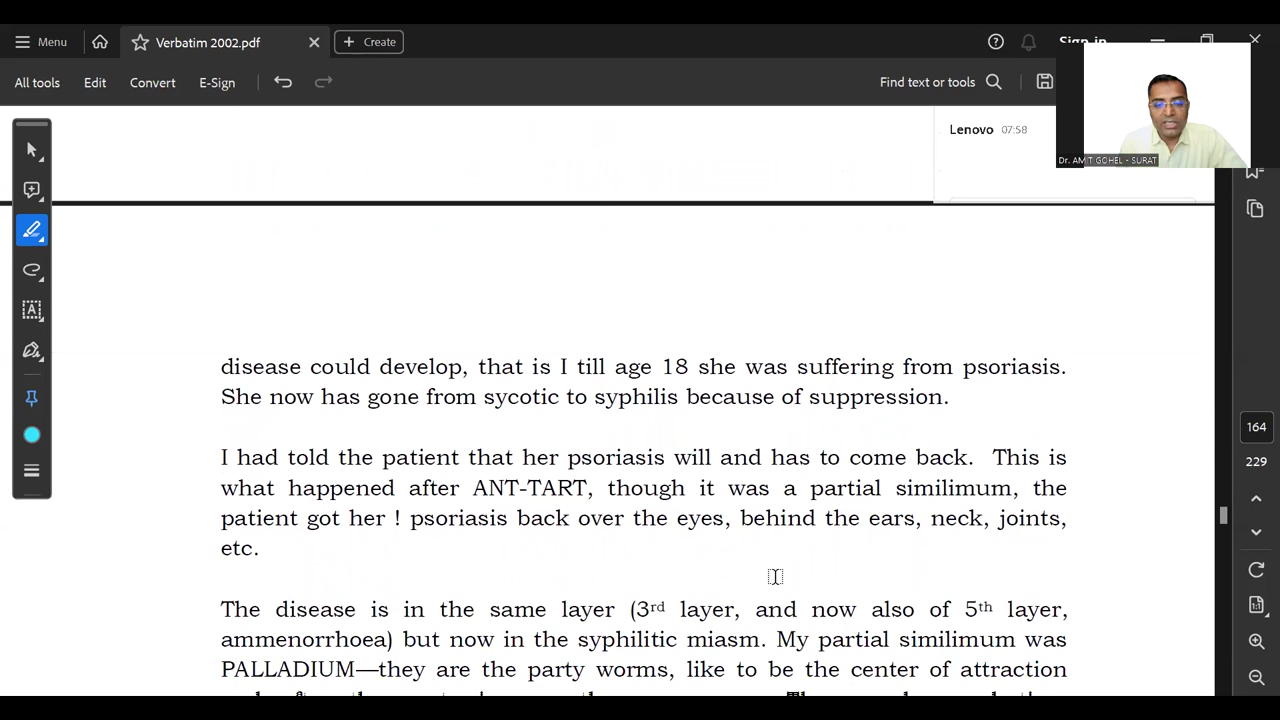 Menu
Verbatim 2002.pdf
Create
Sign in
All tools
Edit
Convert
E-Sign
Find text or tools
Lenovo 07:58
Dr. AMIT GOHEL - SURAT
disease could develop, that is I till age 18 she was suffering from psoriasis.
She now has gone from sycotic to syphilis because of suppression.
I had told the patient that her psoriasis will and has to come back. This is
what happened after ANT-TART, though it was a partial similimum, the
patient got her ! psoriasis back over the eyes, behind the ears, neck, joints,
etc.
The disease is in the same layer (3rd layer, and now also of 5th layer,
ammenorrhoea) but now in the syphilitic miasm. My partial similimum was
PALLADIUM—they are the party worms, like to be the center of attraction
164
229